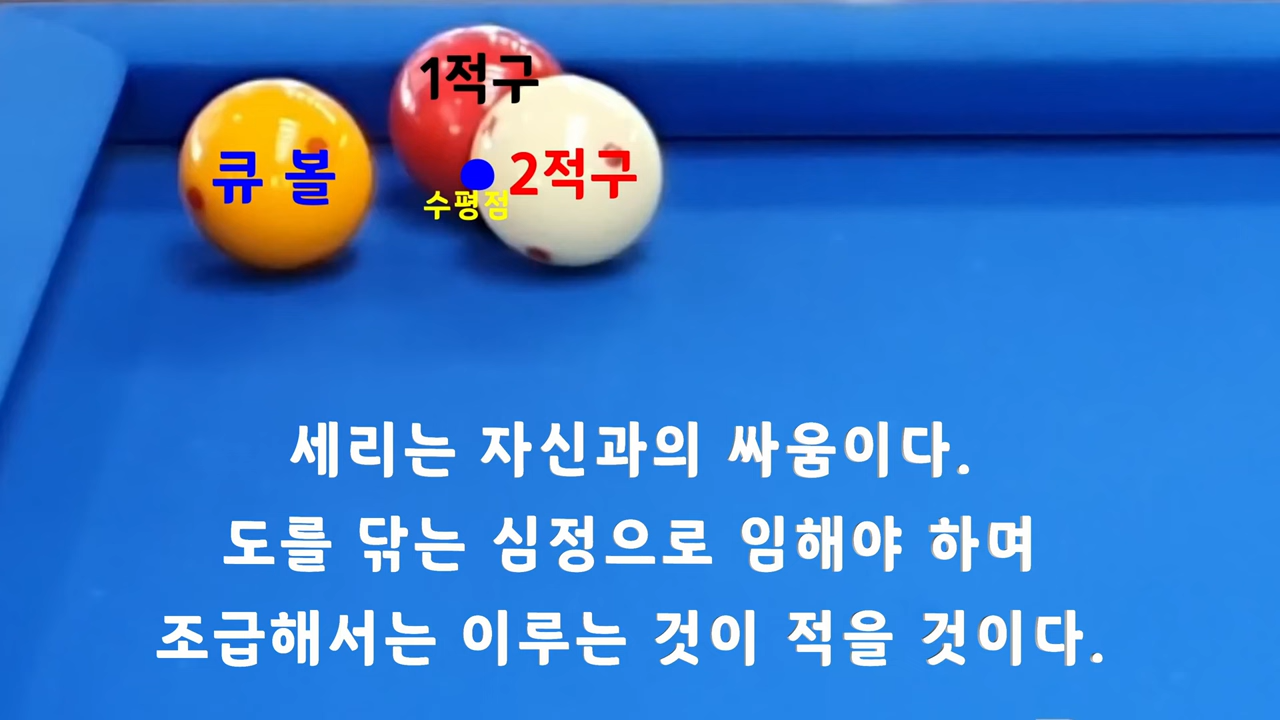 1적구
큐 볼
2적구
수평점
세리는 자신과의 싸움이다.
도를 닦는 심정으로 임해야 하며
조급해서는 이루는 것이 적을 것이다.